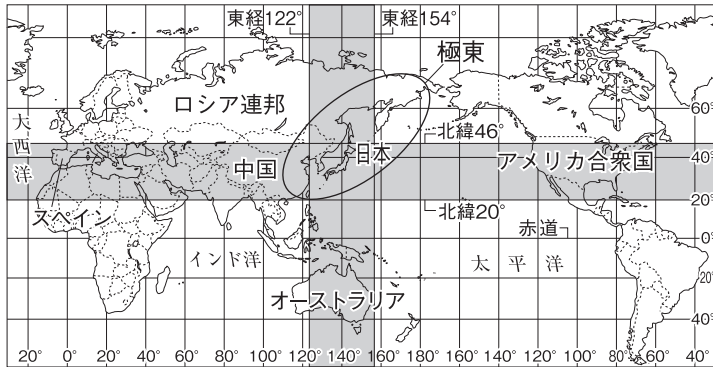 東経122°
東経154°
極東
ロシア連邦
大西洋
60°
北緯46°
日本
中国
アメリカ合衆国
40°
スペイン
20°
北緯20°
赤道
インド洋
太平洋
0°
20°
オーストラリア
40°
20° 0° 20° 40° 60° 80° 100° 120° 140° 160° 180° 160° 140° 120° 100° 80° 60° 40°